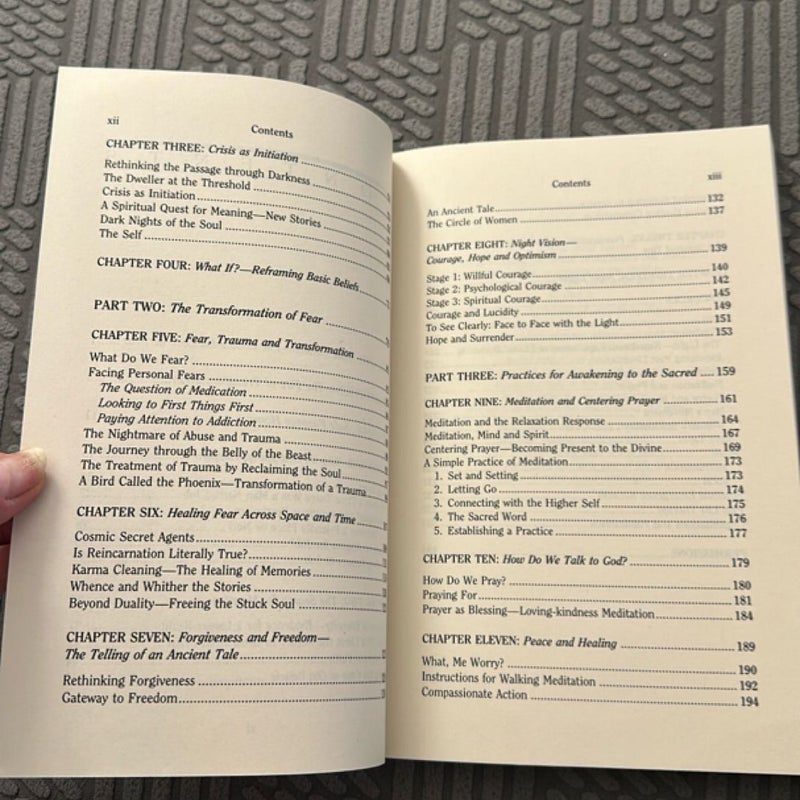 xii
Contents
CHAPTER THREE: Crisis as Initiation
Rethinking the Passage through Darkness
The Dweller at the Threshold
Crisis as Initiation
A Spiritual Quest for Meaning—New Stories
Dark Nights of the Soul
The Self
CHAPTER FOUR: What If?—Reframing Basic Beliefs
PART TWO: The Transformation of Fear
CHAPTER FIVE: Fear, Trauma and Transformation
What Do We Fear?
Facing Personal Fears
The Question of Medication
Looking to First Things First
Paying Attention to Addiction
The Nightmare of Abuse and Trauma
The Journey through the Belly of the Beast
The Treatment of Trauma by Reclaiming the Soul
A Bird Called the Phoenix—Transformation of a Trauma
CHAPTER SIX: Healing Fear Across Space and Time
Cosmic Secret Agents
Is Reincarnation Literally True?
Karma Cleaning—The Healing of Memories
Whence and Whither the Stories
Beyond Duality—Freeing the Stuck Soul
CHAPTER SEVEN: Forgiveness and Freedom—
The Telling of an Ancient Tale
Rethinking Forgiveness
Gateway to Freedom
Contents
xiii
An Ancient Tale 132
The Circle of Women 137
CHAPTER EIGHT: Night Vision—
Courage, Hope and Optimism 139
Stage 1: Willful Courage 140
Stage 2: Psychological Courage 142
Stage 3: Spiritual Courage 145
Courage and Lucidity 149
To See Clearly: Face to Face with the Light 151
Hope and Surrender 153
PART THREE: Practices for Awakening to the Sacred 159
CHAPTER NINE: Meditation and Centering Prayer 161
Meditation and the Relaxation Response 164
Meditation, Mind and Spirit 167
Centering Prayer—Becoming Present to the Divine 169
A Simple Practice of Meditation 173
1. Set and Setting 173
2. Letting Go 174
3. Connecting with the Higher Self 175
4. The Sacred Word 176
5. Establishing a Practice 177
CHAPTER TEN: How Do We Talk to God? 179
How Do We Pray? 180
Praying For 181
Prayer as Blessing—Loving-kindness Meditation 184
CHAPTER ELEVEN: Peace and Healing 189
What, Me Worry? 190
Instructions for Walking Meditation 192
Compassionate Action 194